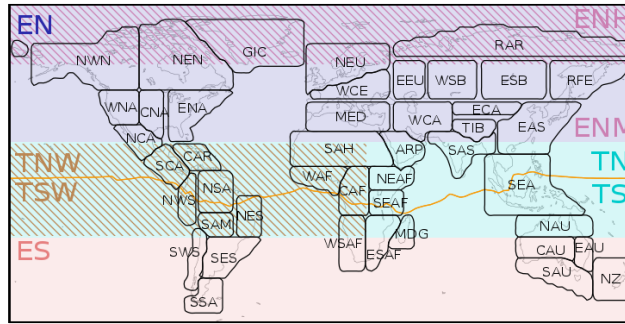 EN
ENH
NWN
NEN
GIC
NEU
RAR
WCE
EEU
WSB
ESB
RFE
WNA
CNA
ENA
MED
WCA
ECA
TIB
EAS
ENM
NCA
SCA
CAR
SAH
ARP
SAS
TNW
TN
TSW
TS
NWS
NSA
WAF
CAF
NEAF
SEA
SAM
NES
SEAF
WSAF
ESAF
MDG
NAU
ES
SWS
SES
CAU
EAU
SAU
NZ
SSA